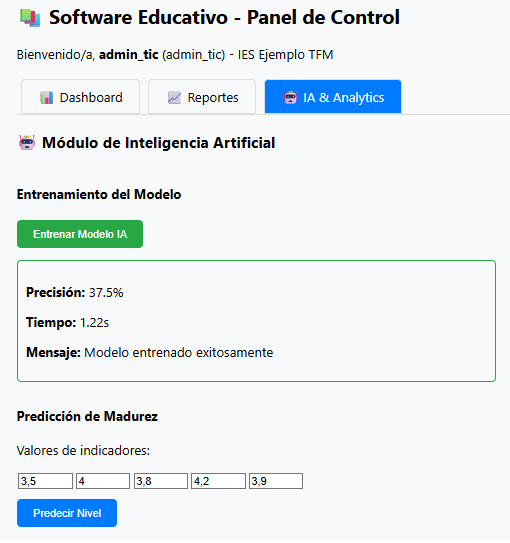 Software Educativo - Panel de Control
Bienvenido/a, admin_tic (admin_tic) - IES Ejemplo TFM
Dashboard
Reportes
IA & Analytics
Módulo de Inteligencia Artificial
Entrenamiento del Modelo
Entrenar Modelo IA
Precisión: 37.5%
Tiempo: 1.22s
Mensaje: Modelo entrenado exitosamente
Predicción de Madurez
Valores de indicadores:
3,5 4 3,8 4,2 3,9
Predecir Nivel